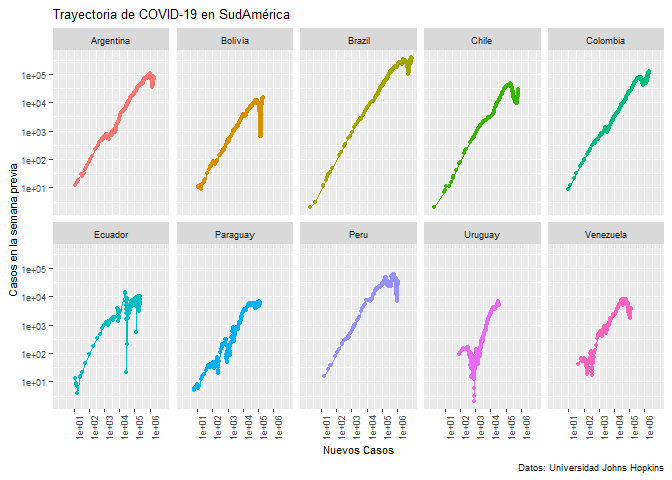 Trayectoria de COVID-19 en SudAmérica
Argentina
Bolivia
Brazil
Chile
Colombia
1e+05
1e+04
1e+03
1e+02
1e+01
Ecuador
Paraguay
Peru
Uruguay
Venezuela
1e+05
1e+04
1e+03
1e+02
1e+01
Casos en la semana previa
1e+01 1e+02 1e+03 1e+04 1e+05 1e+06
1e+01 1e+02 1e+03 1e+04 1e+05 1e+06
1e+01 1e+02 1e+03 1e+04 1e+05 1e+06
1e+01 1e+02 1e+03 1e+04 1e+05 1e+06
1e+01 1e+02 1e+03 1e+04 1e+05 1e+06
Nuevos Casos
Datos: Universidad Johns Hopkins